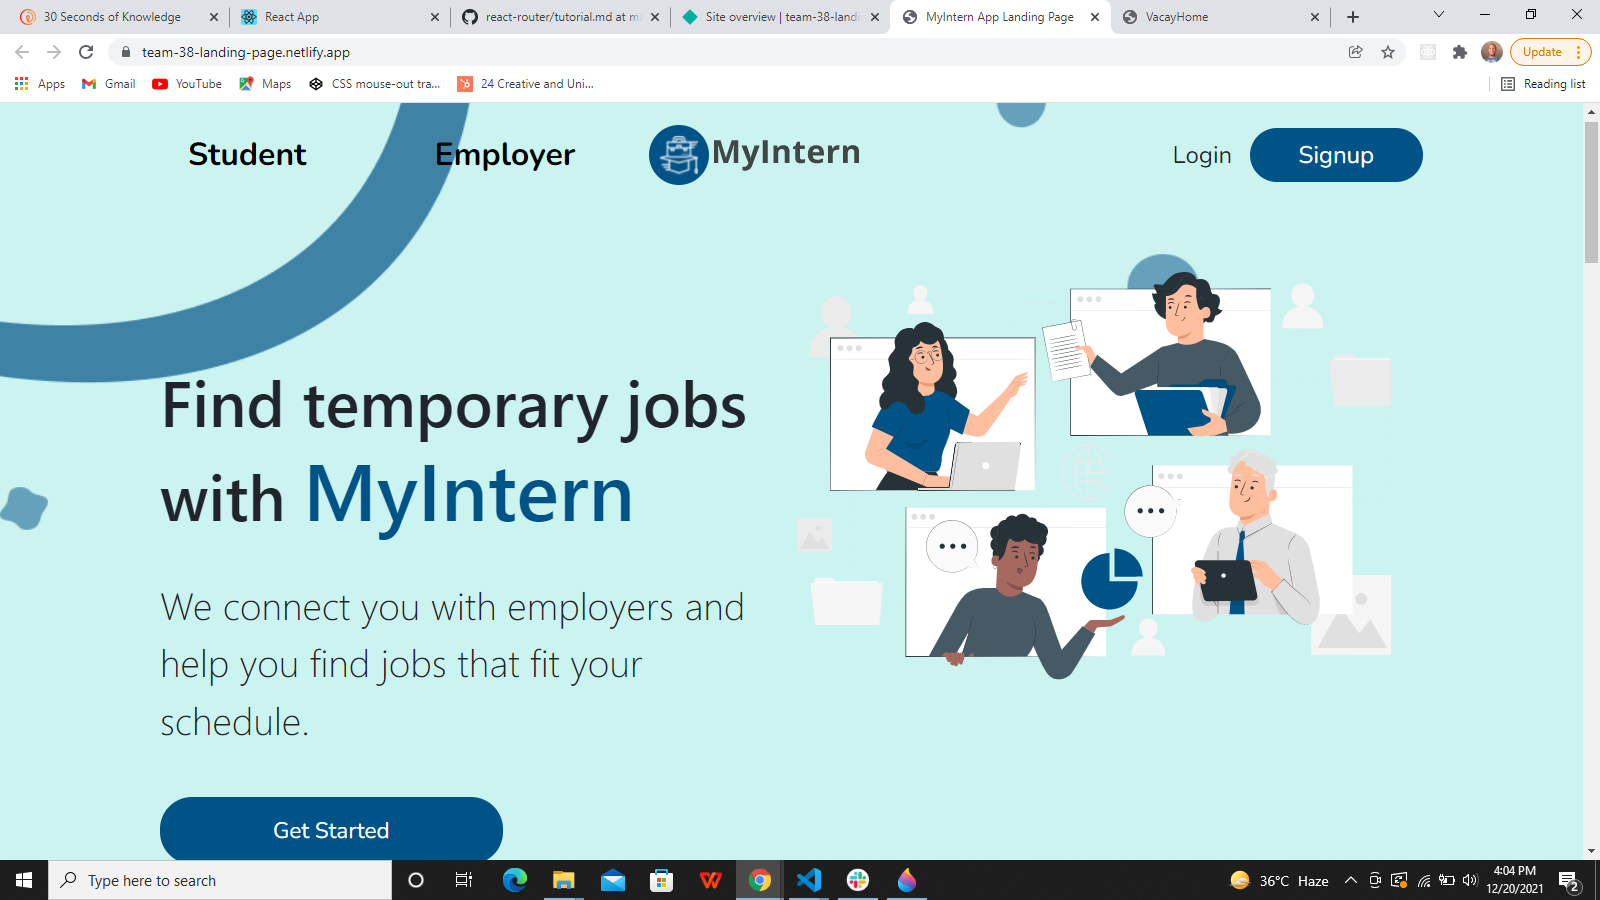 30 Seconds of Knowledge
React App
react-router/tutorial.md at ma
Site overview | team-38-landi
MyIntern App Landing Page
VacayHome
team-38-landing-page.netlify.app
Update
Apps
Gmail
YouTube
Maps
CSS mouse-out tra...
24 Creative and Uni...
Reading list
Student
Employer
MyIntern
Login
Signup
Find temporary jobs
with MyIntern
We connect you with employers and
help you find jobs that fit your
schedule.
Get Started
Type here to search
36°C Haze
4:04 PM
12/20/2021
2